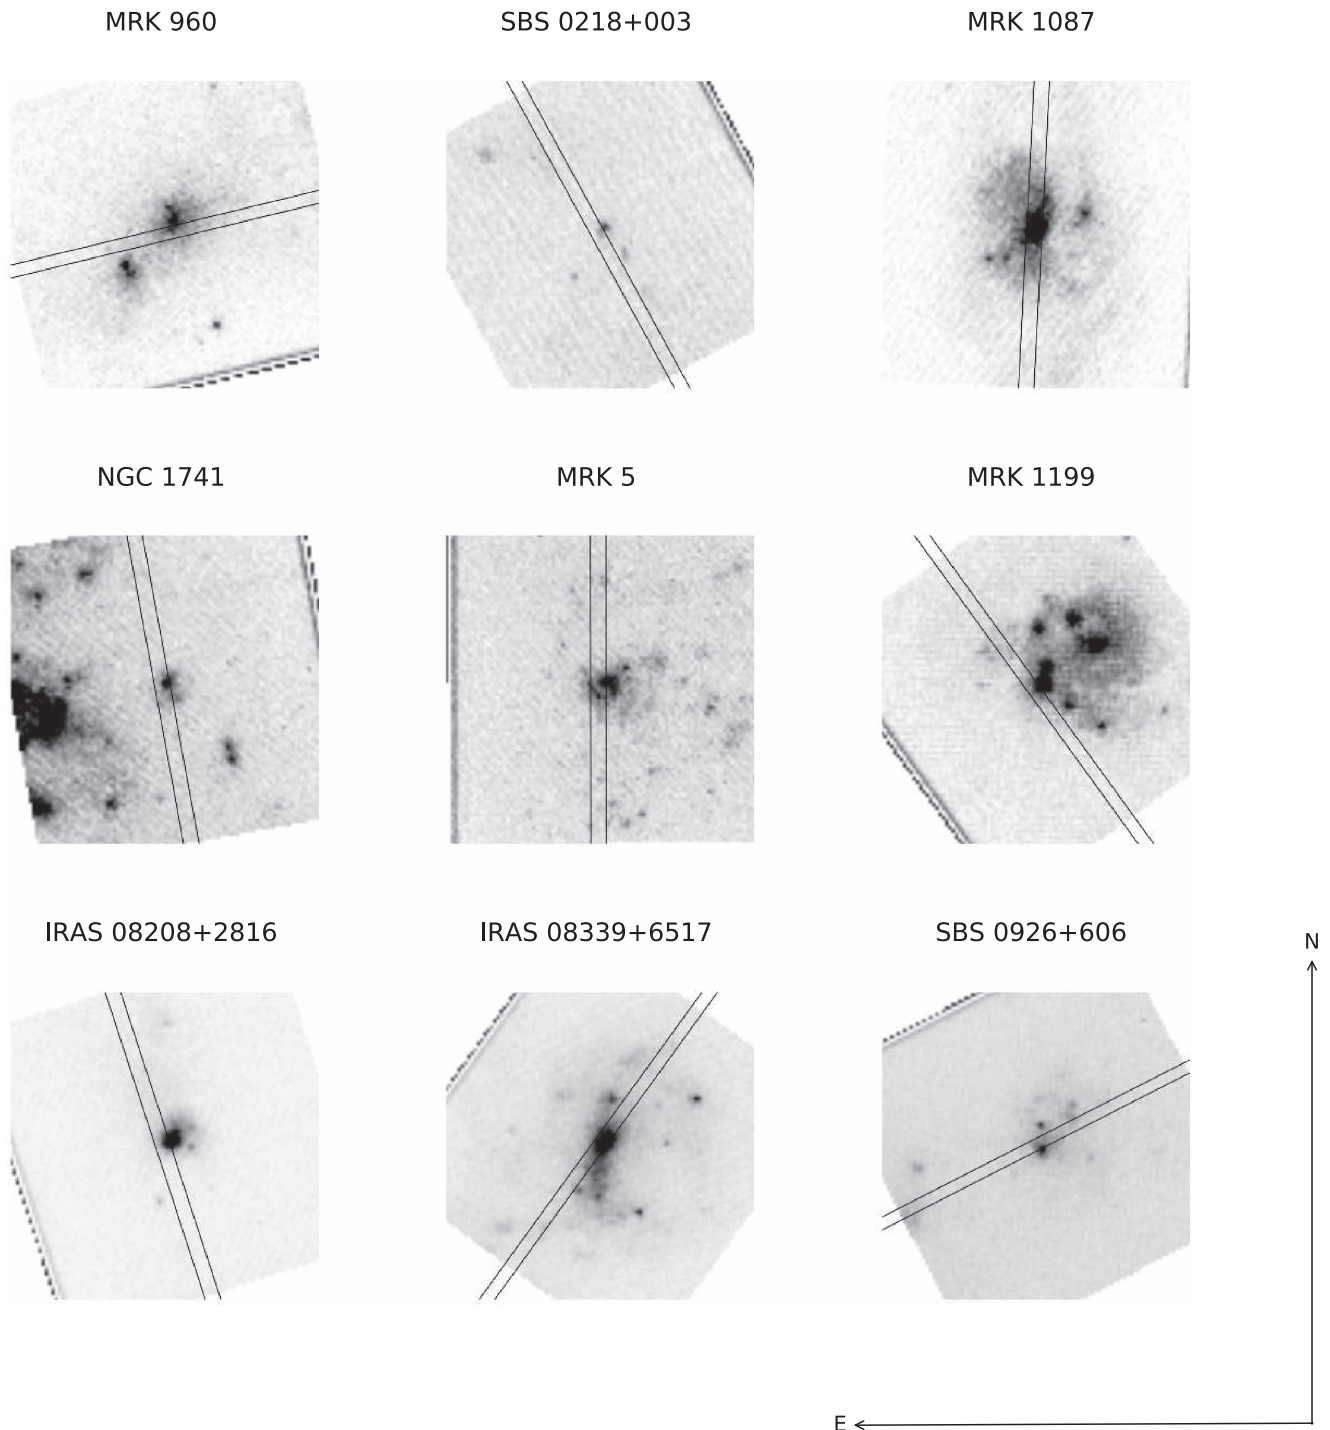 MRK 960
SBS 0218+003
MRK 1087
NGC 1741
MRK 5
MRK 1199
IRAS 08208+2816
IRAS 08339+6517
SBS 0926+606
N
E